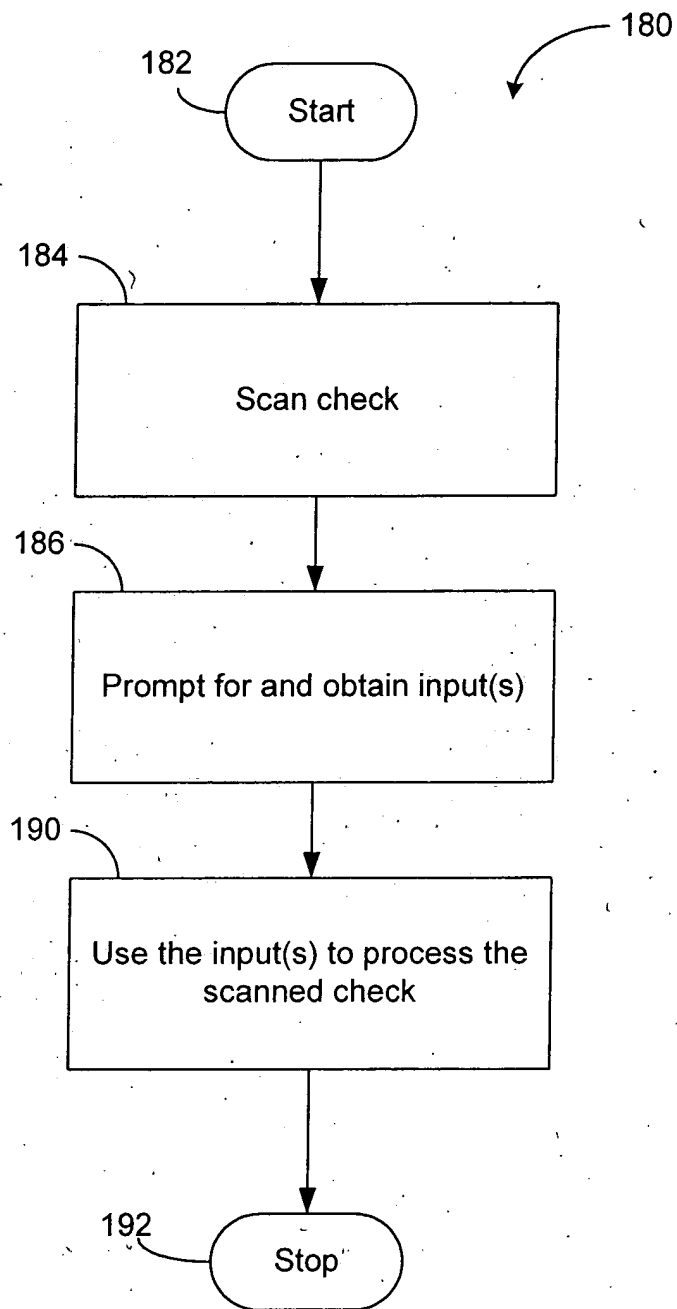 180
182
Start
184
Scan check
186
Prompt for and obtain input(s)
190
Use the input(s) to process the
scanned check
192
Stop